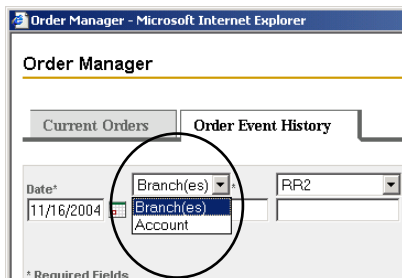 Order Manager - Microsoft Internet Explorer
Order Manager
Current Orders Order Event History
Date* Branch(es) * RR2
11/16/2004 Branch(es)
Account
* Required Fields